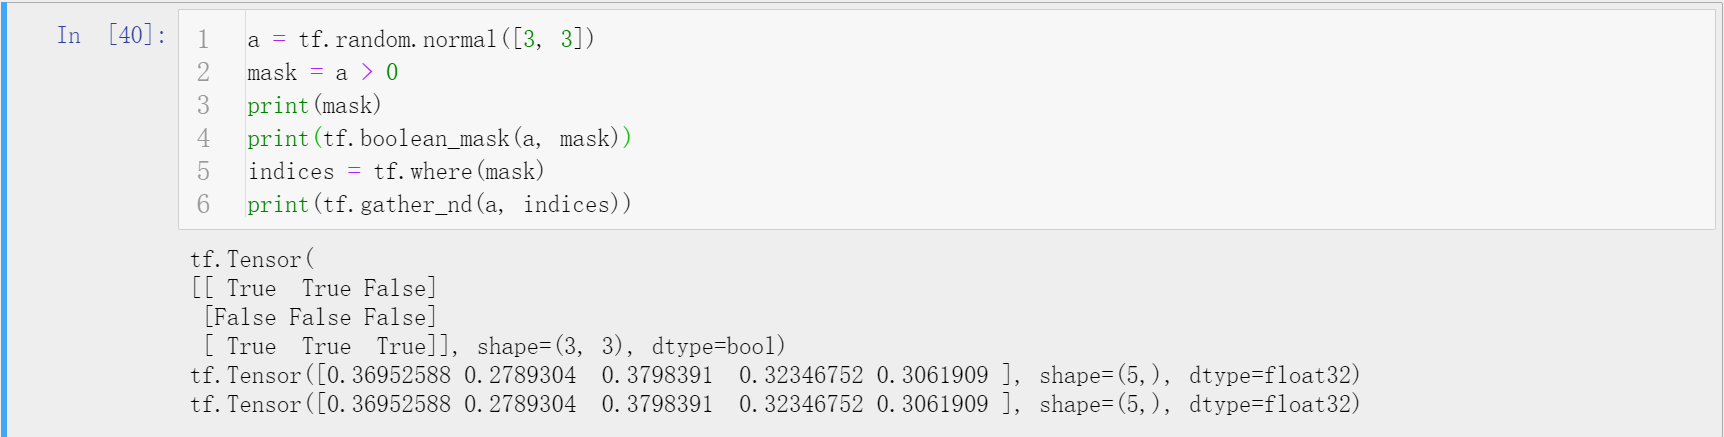 In [40]:
1 a = tf.random.normal([3, 3])
2 mask = a > 0
3 print(mask)
4 print(tf.boolean_mask(a, mask))
5 indices = tf.where(mask)
6 print(tf.gather_nd(a, indices))
tf.Tensor(
[[ True  True False]
 [False False False]
 [ True  True  True]], shape=(3, 3), dtype=bool)
tf.Tensor([0.36952588 0.2789304  0.3798391  0.32346752 0.3061909 ], shape=(5,), dtype=float32)
tf.Tensor([0.36952588 0.2789304  0.3798391  0.32346752 0.3061909 ], shape=(5,), dtype=float32)